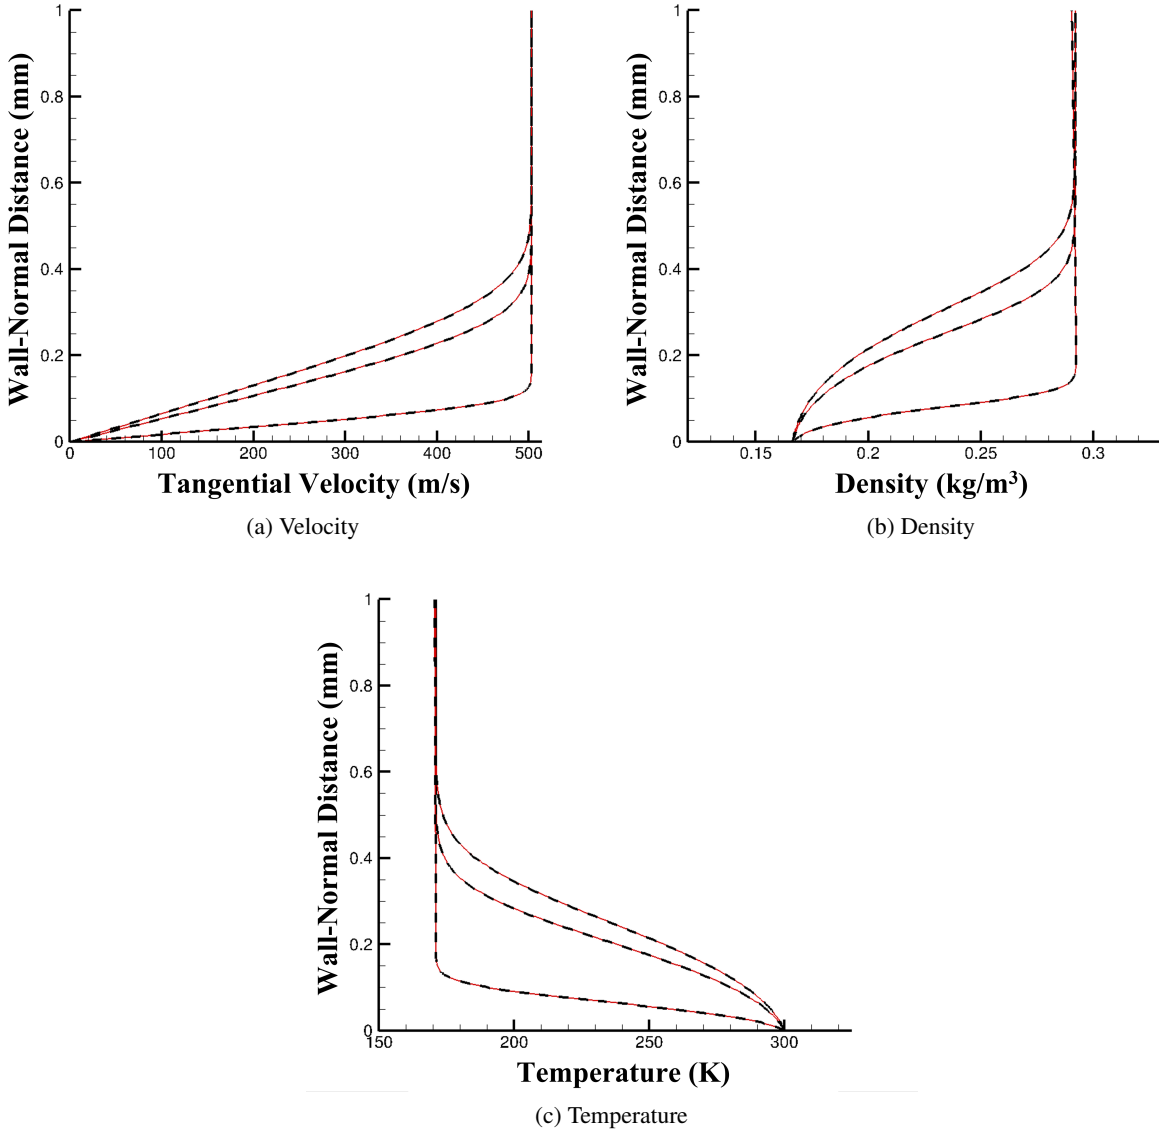 1
0.8
0.6
0.4
0.2
0
Wall-Normal Distance (mm)
0 100 200 300 400 500
Tangential Velocity (m/s)
(a) Velocity
1
0.8
0.6
0.4
0.2
0
Wall-Normal Distance (mm)
0.15 0.2 0.25 0.3
Density (kg/m³)
(b) Density
1
0.8
0.6
0.4
0.2
0
Wall-Normal Distance (mm)
150 200 250 300
Temperature (K)
(c) Temperature